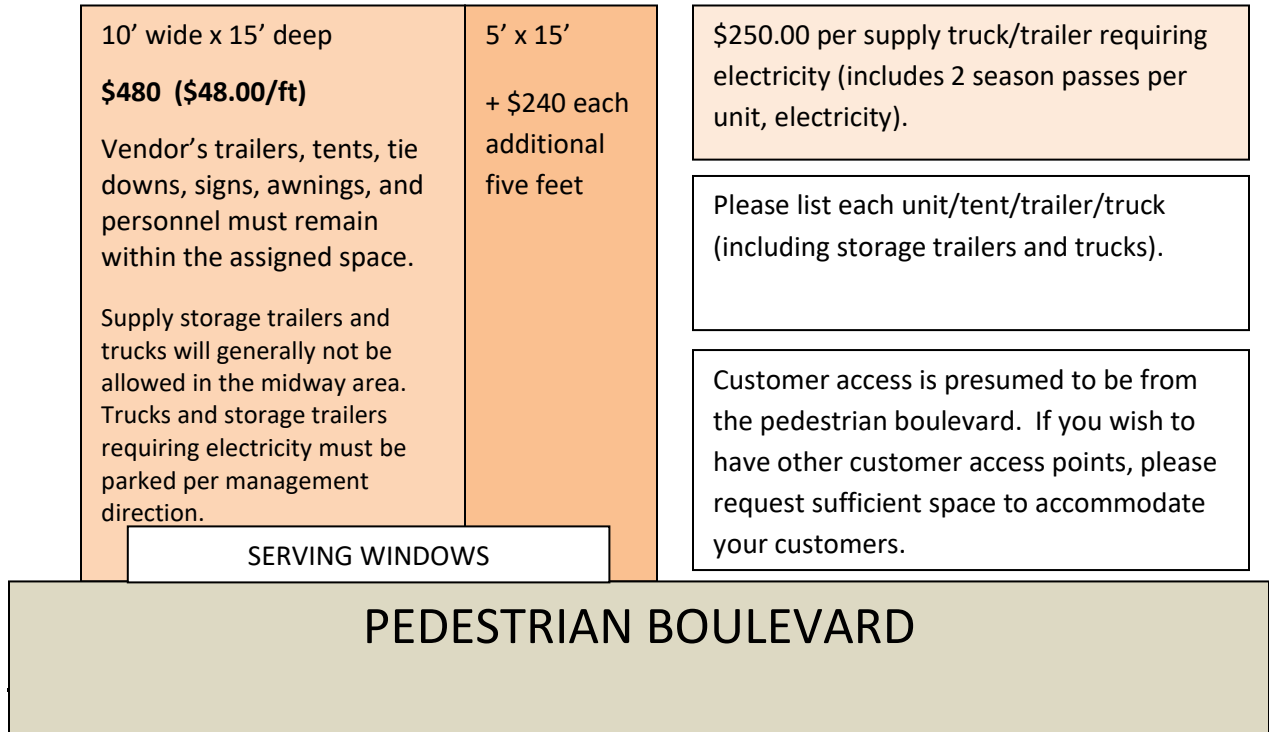 10’ wide x 15’ deep
$480  ($48.00/ft)
Vendor’s trailers, tents, tie
downs, signs, awnings, and
personnel must remain
within the assigned space.
Supply storage trailers and
trucks will generally not be
allowed in the midway area.
Trucks and storage trailers
requiring electricity must be
parked per management
direction.
5’ x 15’
+ $240 each
additional
five feet
$250.00 per supply truck/trailer requiring
electricity (includes 2 season passes per
unit, electricity).
Please list each unit/tent/trailer/truck
(including storage trailers and trucks).
Customer access is presumed to be from
the pedestrian boulevard.  If you wish to
have other customer access points, please
request sufficient space to accommodate
your customers.
SERVING WINDOWS
PEDESTRIAN BOULEVARD